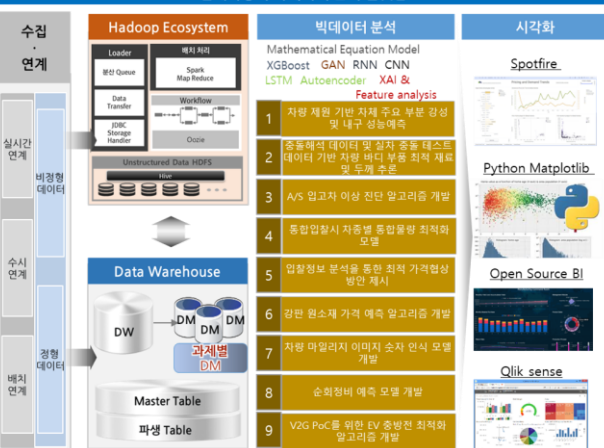 수집
·
연계
실시간
연계
수시
연계
배치
연계
비정형
데이터
정형
데이터
Hadoop Ecosystem
Loader
분산 Queue
Data
Transfer
JDBC
Storage
Handler
배치 처리
Spark
Map Reduce
Workflow
Oozie
Unstructured Data HDFS
Hive
Data Warehouse
DW
DM
DM
DM
과제별
DM
Master Table
파생 Table
빅데이터 분석
Mathematical Equation Model
XGBoost GAN RNN CNN
LSTM Autoencoder XAI &
Feature analysis
1
차량 제원 기반 차체 주요 부분 강성
및 내구 성능예측
2
충돌해석 데이터 및 실차 충돌 테스트
데이터 기반 차량 바디 부품 최적 재료
및 두께 추론
3
A/S 입고차 이상 진단 알고리즘 개발
4
통합입찰시 차종별 통합물량 최적화
모델
5
입찰정보 분석을 통한 최적 가격협상
방안 제시
6
강판 원소재 가격 예측 알고리즘 개발
7
차량 마일리지 이미지 숫자 인식 모델
개발
8
순회정비 예측 모델 개발
9
V2G PoC를 위한 EV 충방전 최적화
알고리즘 개발
시각화
Spotfire
Python Matplotlib
Open Source BI
Qlik sense